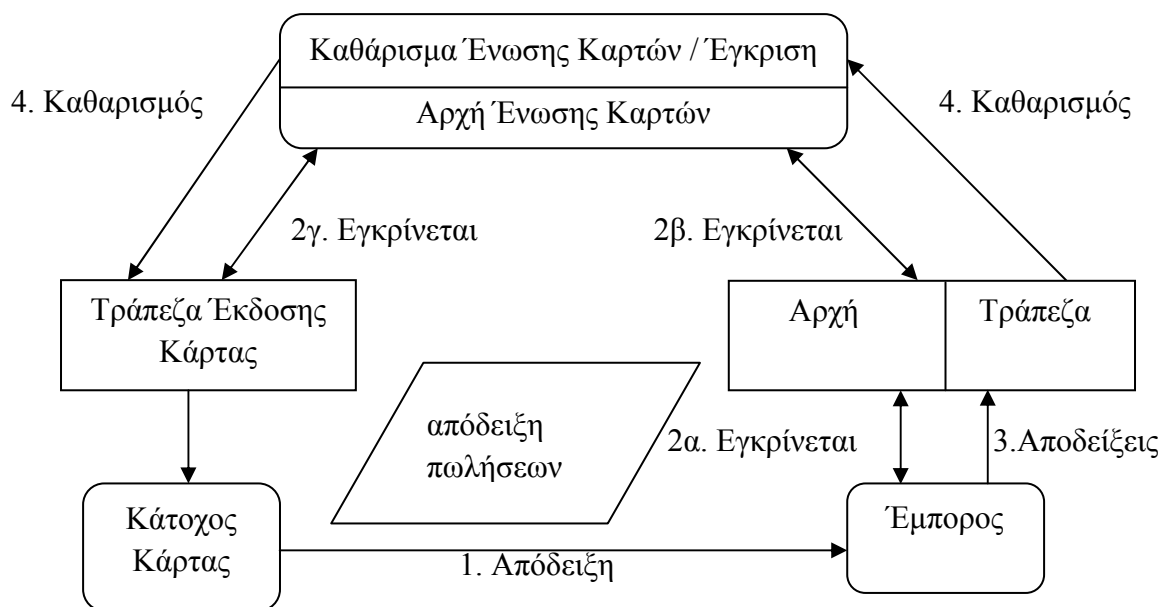 Καθάρισμα Ένωσης Καρτών / Έγκριση
4. Καθαρισμός
Αρχή Ένωσης Καρτών
4. Καθαρισμός
2γ. Εγκρίνεται
2β. Εγκρίνεται
Τράπεζα Έκδοσης
Κάρτας
Αρχή
Τράπεζα
απόδειξη
πωλήσεων
2α. Εγκρίνεται
3.Αποδείξεις
Κάτοχος
Κάρτας
Έμπορος
1. Απόδειξη